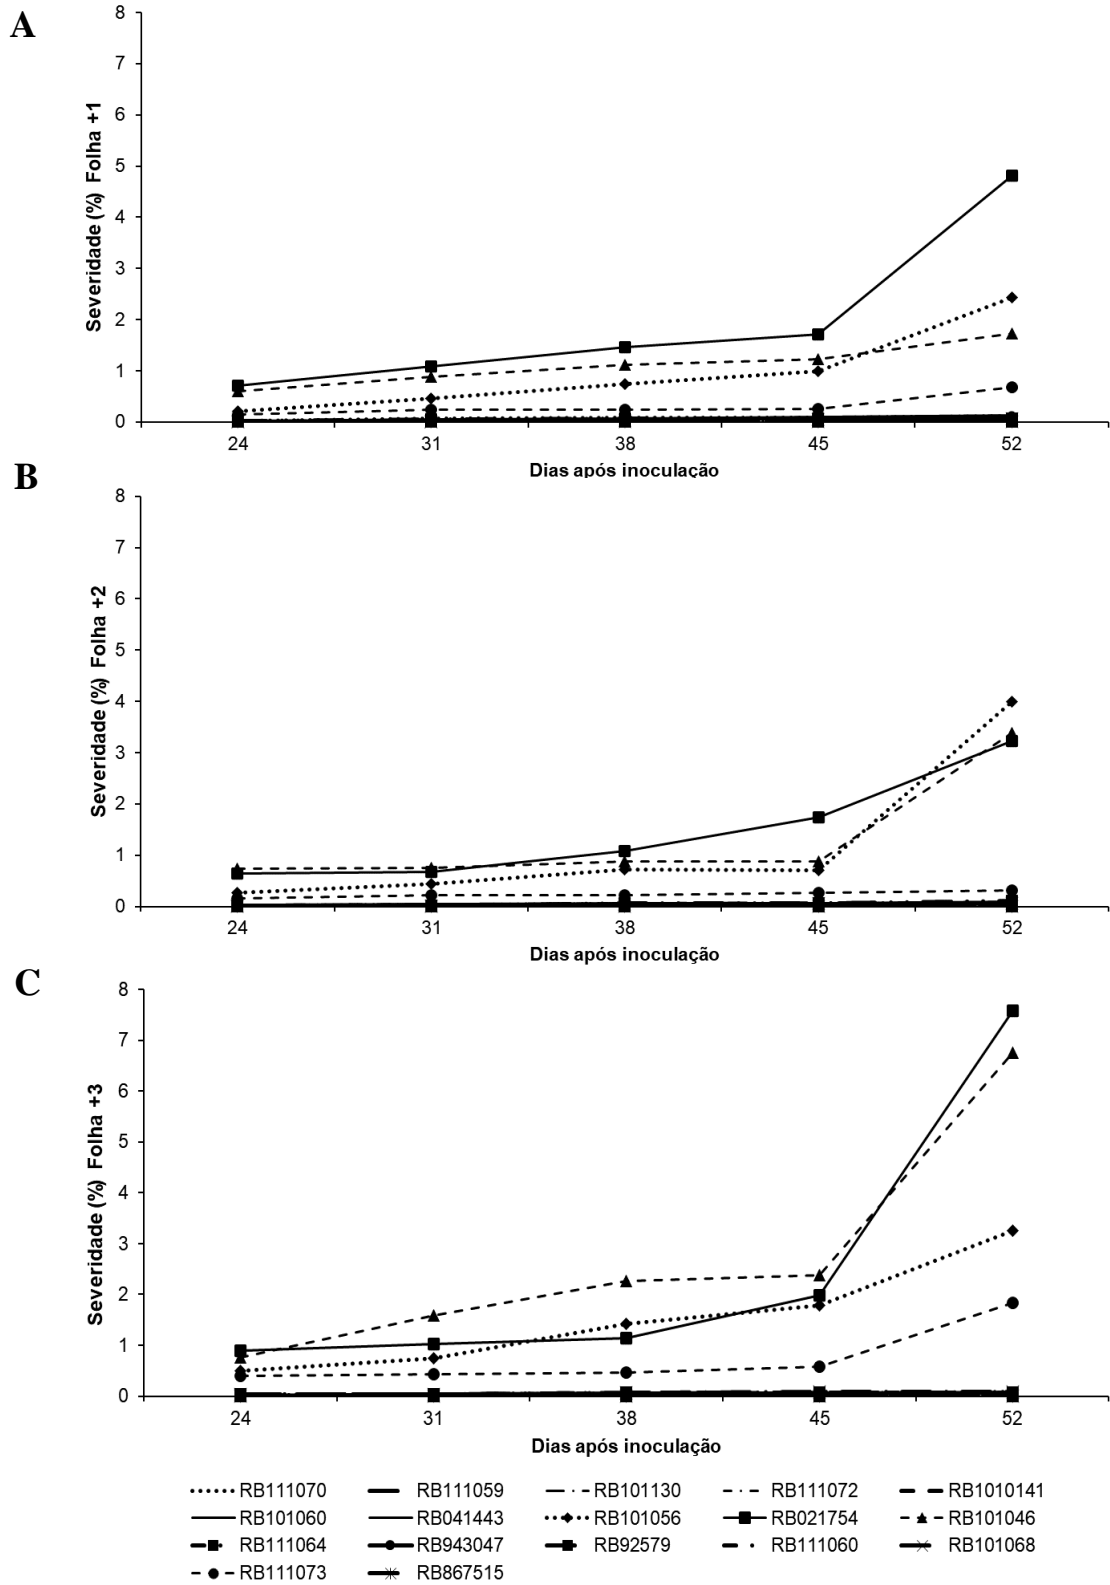 A
Severidade (%) Folha +1
8
7
6
5
4
3
2
1
0
24 31 38 45 52
Dias após inoculação
B
Severidade (%) Folha +2
8
7
6
5
4
3
2
1
0
24 31 38 45 52
Dias após inoculação
C
Severidade (%) Folha +3
8
7
6
5
4
3
2
1
0
24 31 38 45 52
Dias após inoculação
RB111070 RB111059 RB101130 RB111072 RB1010141
RB101060 RB041443 RB101056 RB021754 RB101046
RB111064 RB943047 RB92579 RB111060 RB101068
RB111073 RB867515